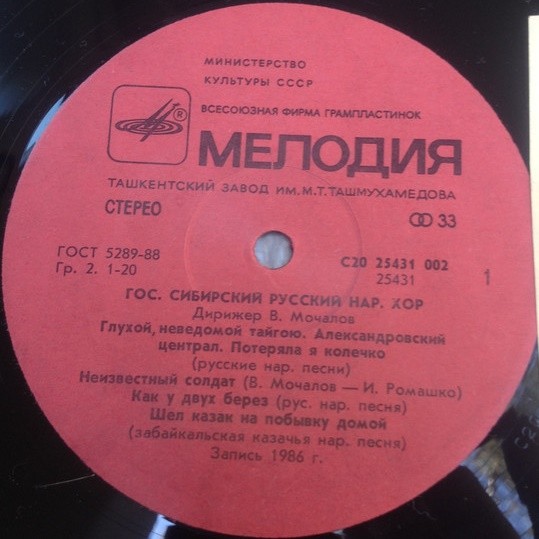 МИНИСТЕРСТВО
КУЛЬТУРЫ СССР
ВСЕСОЮЗНАЯ ФИРМА ГРАМПЛАСТИНОК
®
МЕЛОДИЯ
ТАШКЕНТСКИЙ ЗАВОД ИМ. М.Т. ТАШМУХАМЕДОВА
СТЕРЕО
33
ГОСТ 5289-88
Гр. 2. 1-20
С20 25431 002
25431
1
ГОС. СИБИРСКИЙ РУССКИЙ НАР. ХОР
Дирижер В. Мочалов
Глухой, неведомой тайгою. Александровский
централ. Потеряла я колечко
(русские нар. песни)
Неизвестный солдат (В. Мочалов — И. Ромашко)
Как у двух берез (рус. нар. песня)
Шел казак на побывку домой
(забайкальская казачья нар. песня)
Запись 1986 г.